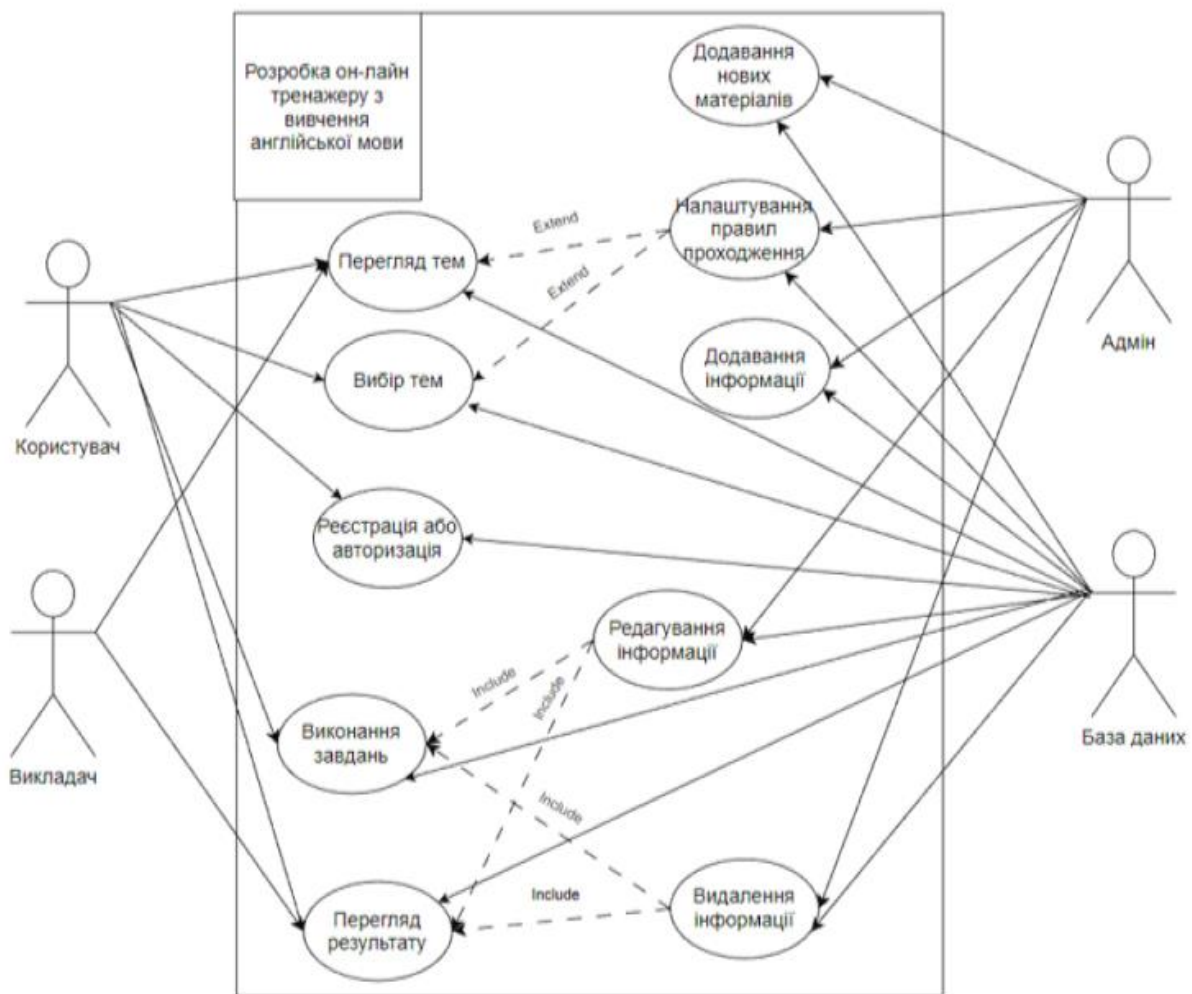 Розробка он-лайн
тренажеру з
вивчення
англійської мови
Додавання
нових
матеріалів
Extend
Налаштування
правил
проходження
Перегляд тем
Extend
Адмін
Додавання
інформації
Вибір тем
Користувач
Реєстрація або
авторизація
Редагування
інформації
Include
Include
Виконання
завдань
База даних
Викладач
Include
Include
Видалення
інформації
Перегляд
результату